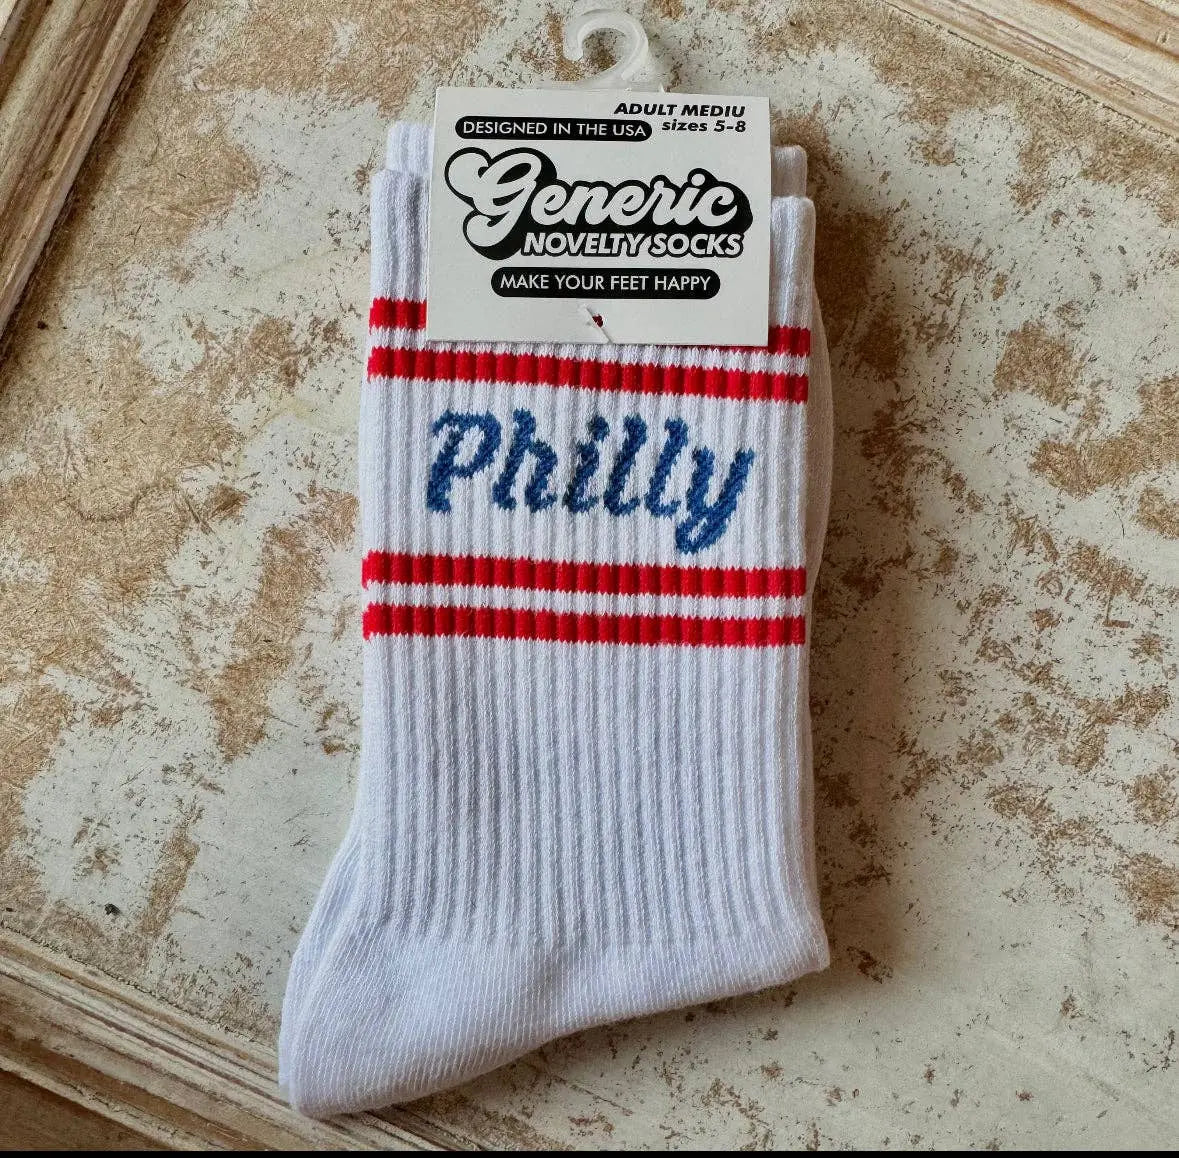 ADULT MEDIU
DESIGNED IN THE USA sizes 5-8
Generic
NOVELTY SOCKS
MAKE YOUR FEET HAPPY
Philly